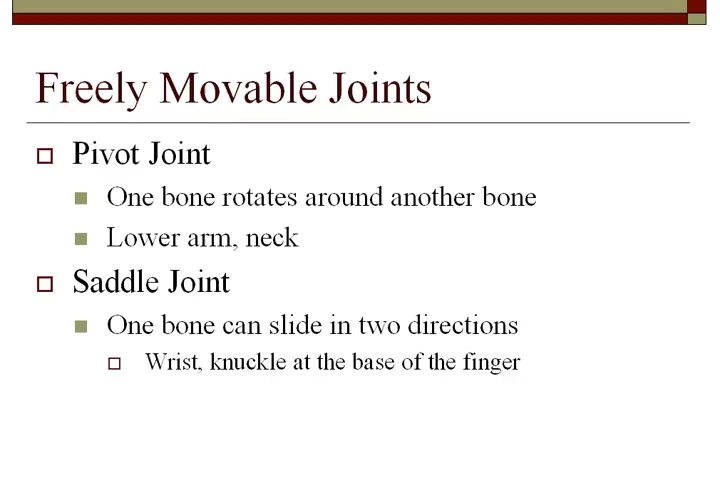 Freely Movable Joints
Pivot Joint
One bone rotates around another bone
Lower arm, neck
Saddle Joint
One bone can slide in two directions
Wrist, knuckle at the base of the finger